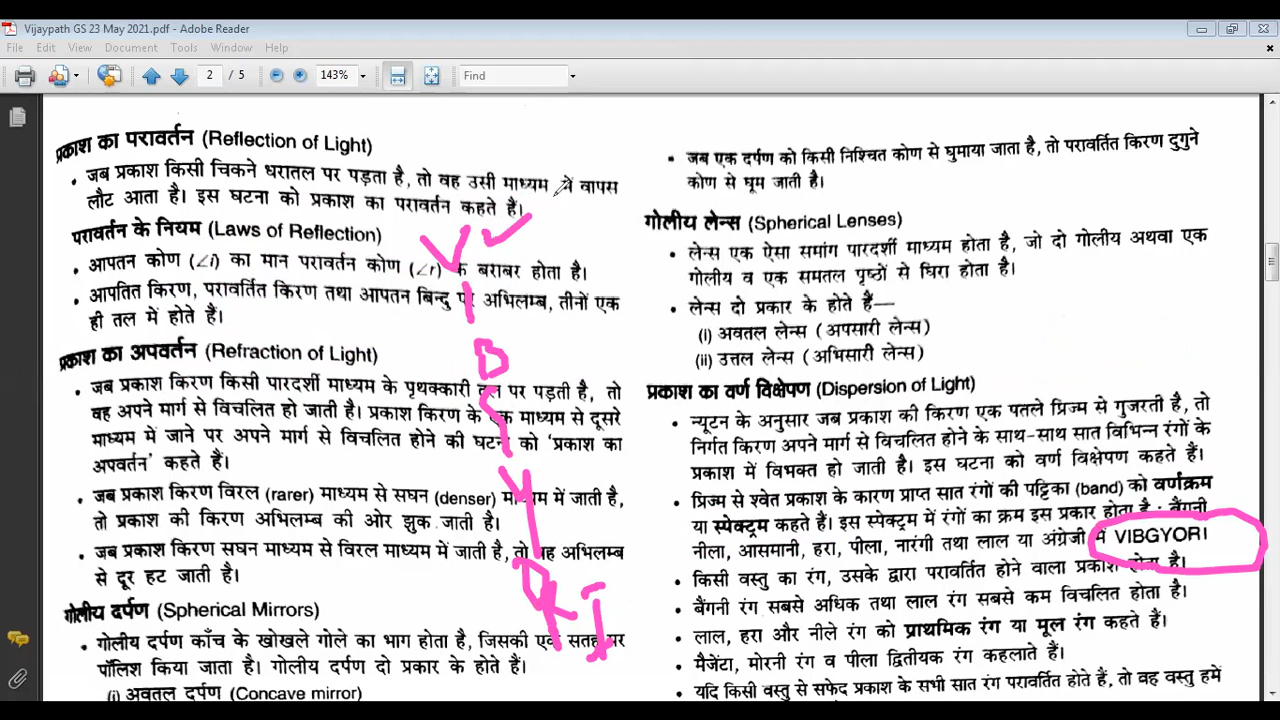 Vijaypath GS 23 May 2021.pdf - Adobe Reader
File Edit View Document Tools Window Help
2 / 5 143% Find
प्रकाश का परावर्तन (Reflection of Light)
• जब प्रकाश किसी चिकने धरातल पर पड़ता है, तो वह उसी माध्यम में वापस
लौट आता है। इस घटना को प्रकाश का परावर्तन कहते हैं।
परावर्तन के नियम (Laws of Reflection)
• आपतन कोण (∠i) का मान परावर्तन कोण (∠r) के बराबर होता है।
• आपतित किरण, परावर्तित किरण तथा आपतन बिन्दु पर अभिलम्ब, तीनों एक
ही तल में होते हैं।
प्रकाश का अपवर्तन (Refraction of Light)
• जब प्रकाश किरण किसी पारदर्शी माध्यम के पृथक्कारी तल पर पड़ती है, तो
वह अपने मार्ग से विचलित हो जाती है। प्रकाश किरण के एक माध्यम से दूसरे
माध्यम में जाने पर अपने मार्ग से विचलित होने की घटना को 'प्रकाश का
अपवर्तन' कहते हैं।
• जब प्रकाश किरण विरल (rarer) माध्यम से सघन (denser) माध्यम में जाती है,
तो प्रकाश की किरण अभिलम्ब की ओर झुक जाती है।
• जब प्रकाश किरण सघन माध्यम से विरल माध्यम में जाती है, तो वह अभिलम्ब
से दूर हट जाती है।
गोलीय दर्पण (Spherical Mirrors)
• गोलीय दर्पण काँच के खोखले गोले का भाग होता है, जिसकी एक सतह पर
पॉलिश किया जाता है। गोलीय दर्पण दो प्रकार के होते हैं।
(i) अवतल दर्पण (Concave mirror)
V
I
B
G
Y
O
R I
▪ जब एक दर्पण को किसी निश्चित कोण से घुमाया जाता है, तो परावर्तित किरण दुगुने
कोण से घूम जाती है।
गोलीय लेन्स (Spherical Lenses)
• लेन्स एक ऐसा समांग पारदर्शी माध्यम होता है, जो दो गोलीय अथवा एक
गोलीय व एक समतल पृष्ठों से घिरा होता है।
• लेन्स दो प्रकार के होते हैं—
(i) अवतल लेन्स (अपसारी लेन्स)
(ii) उत्तल लेन्स (अभिसारी लेन्स)
प्रकाश का वर्ण विक्षेपण (Dispersion of Light)
• न्यूटन के अनुसार जब प्रकाश की किरण एक पतले प्रिज्म से गुजरती है, तो
निर्गत किरण अपने मार्ग से विचलित होने के साथ-साथ सात विभिन्न रंगों के
प्रकाश में विभक्त हो जाती है। इस घटना को वर्ण विक्षेपण कहते हैं।
• प्रिज्म से श्वेत प्रकाश के कारण प्राप्त सात रंगों की पट्टिका (band) को वर्णक्रम
या स्पेक्ट्रम कहते हैं। इस स्पेक्ट्रम में रंगों का क्रम इस प्रकार होता है : बैंगनी
नीला, आसमानी, हरा, पीला, नारंगी तथा लाल या अंग्रेजी में VIBGYOR।
• किसी वस्तु का रंग, उसके द्वारा परावर्तित होने वाला प्रकाश होता है।
• बैंगनी रंग सबसे अधिक तथा लाल रंग सबसे कम विचलित होता है।
• लाल, हरा और नीले रंग को प्राथमिक रंग या मूल रंग कहते हैं।
• मैजेंटा, मोरनी रंग व पीला द्वितीयक रंग कहलाते हैं।
• यदि किसी वस्तु से सफेद प्रकाश के सभी सात रंग परावर्तित होते हैं, तो वह वस्तु हमें